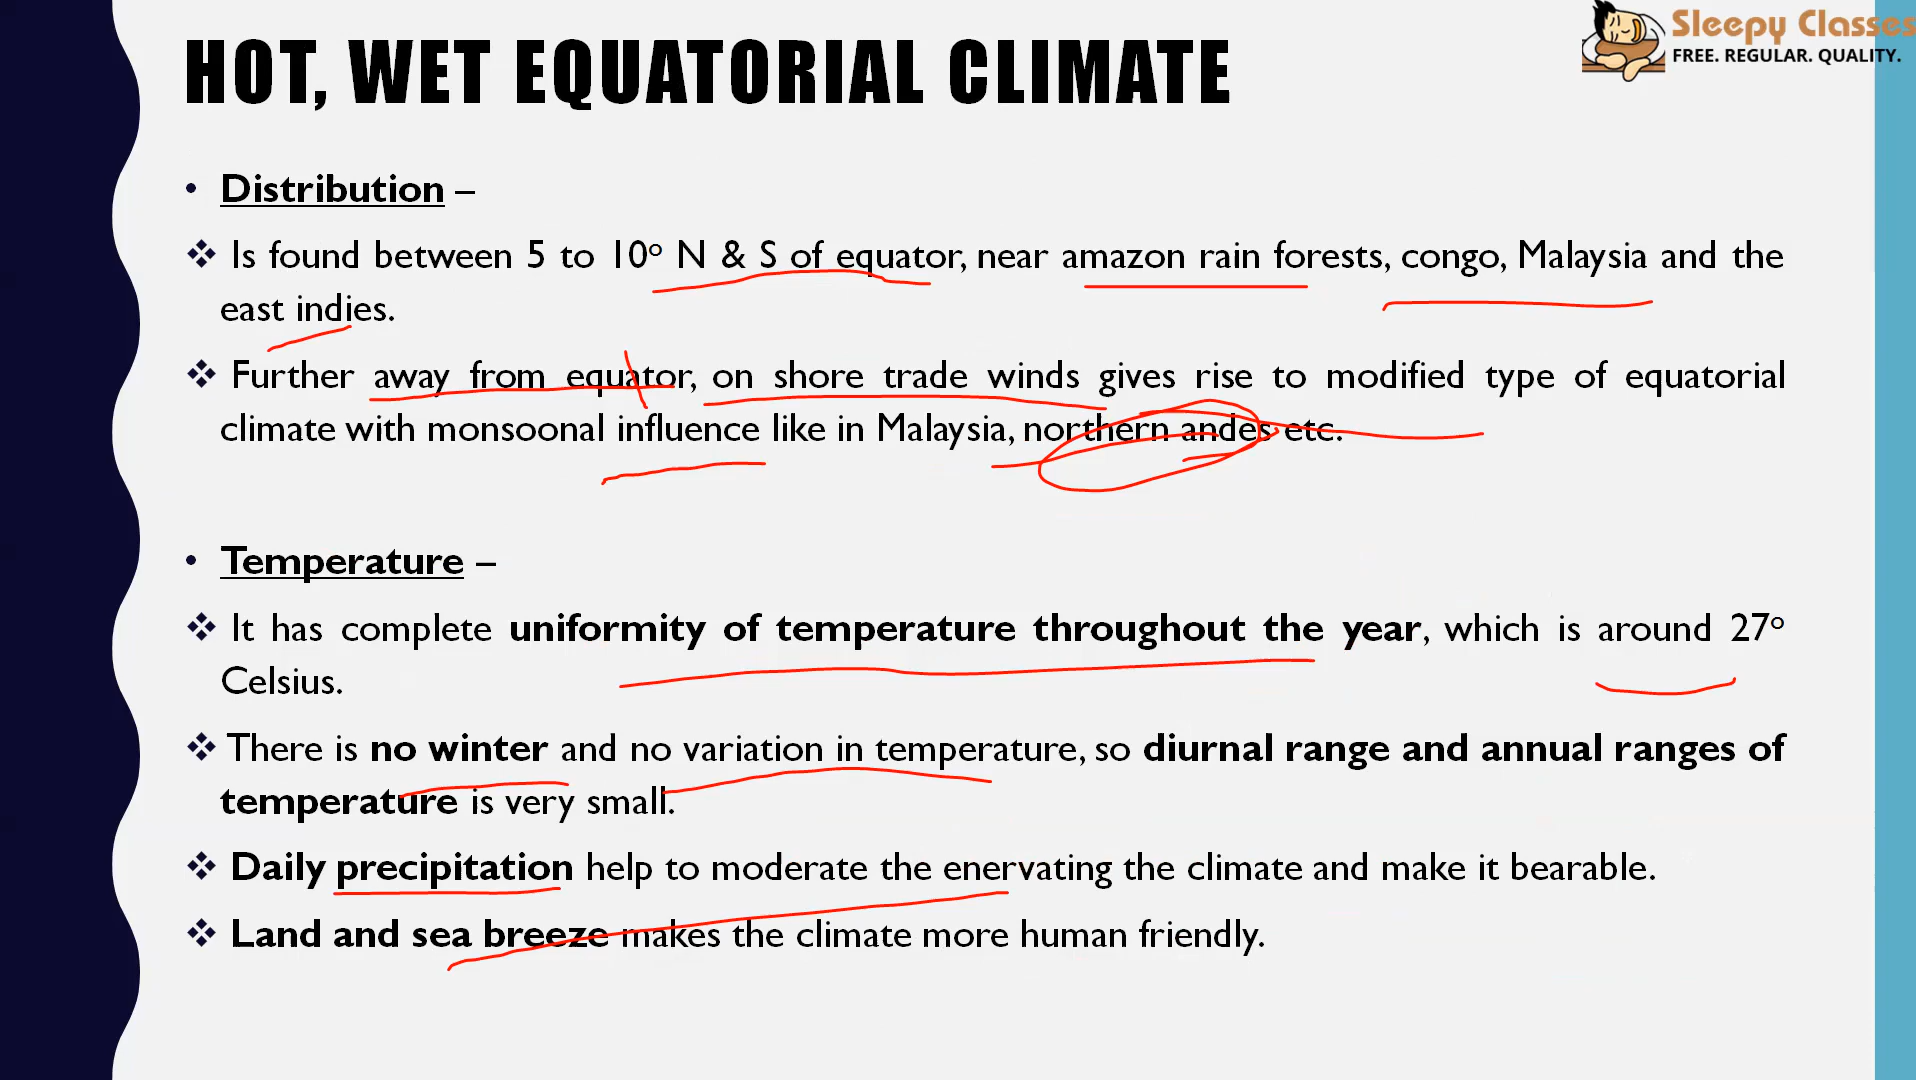 HOT, WET EQUATORIAL CLIMATE
Sleepy Classes
FREE. REGULAR. QUALITY.
• Distribution –
❖ Is found between 5 to 10° N & S of equator, near amazon rain forests, congo, Malaysia and the
east indies.
❖ Further away from equator, on shore trade winds gives rise to modified type of equatorial
climate with monsoonal influence like in Malaysia, northern andes etc.
• Temperature –
❖ It has complete uniformity of temperature throughout the year, which is around 27°
Celsius.
❖ There is no winter and no variation in temperature, so diurnal range and annual ranges of
temperature is very small.
❖ Daily precipitation help to moderate the enervating the climate and make it bearable.
❖ Land and sea breeze makes the climate more human friendly.